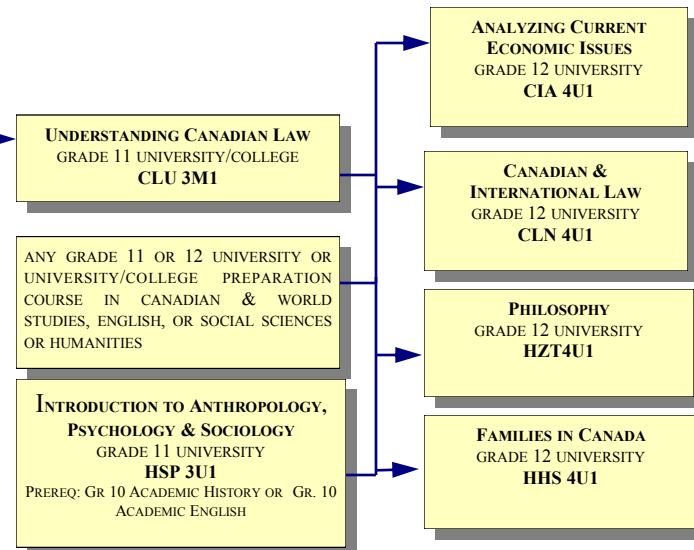 ANALYZING CURRENT
ECONOMIC ISSUES
GRADE 12 UNIVERSITY
CIA 4U1
UNDERSTANDING CANADIAN LAW
GRADE 11 UNIVERSITY/COLLEGE
CLU 3M1
CANADIAN &
INTERNATIONAL LAW
GRADE 12 UNIVERSITY
CLN 4U1
ANY GRADE 11 OR 12 UNIVERSITY OR
UNIVERSITY/COLLEGE PREPARATION
COURSE IN CANADIAN & WORLD
STUDIES, ENGLISH, OR SOCIAL SCIENCES
OR HUMANITIES
PHILOSOPHY
GRADE 12 UNIVERSITY
HZT4U1
INTRODUCTION TO ANTHROPOLOGY,
PSYCHOLOGY & SOCIOLOGY
GRADE 11 UNIVERSITY
HSP 3U1
PREREQ: GR 10 ACADEMIC HISTORY OR GR. 10
ACADEMIC ENGLISH
FAMILIES IN CANADA
GRADE 12 UNIVERSITY
HHS 4U1